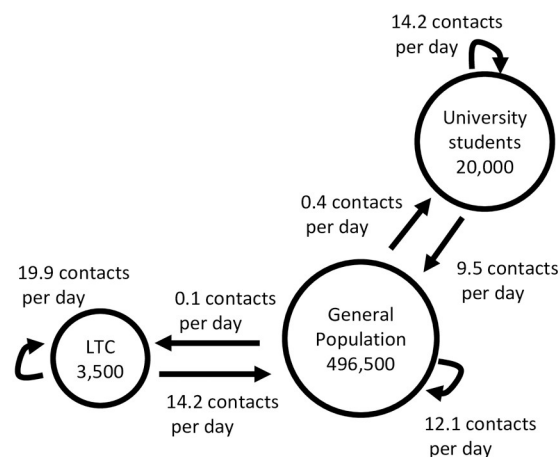 14.2 contacts
per day
University
students
20,000
0.4 contacts
per day
9.5 contacts
per day
19.9 contacts
per day
0.1 contacts
per day
General
Population
496,500
LTC
3,500
14.2 contacts
per day
12.1 contacts
per day